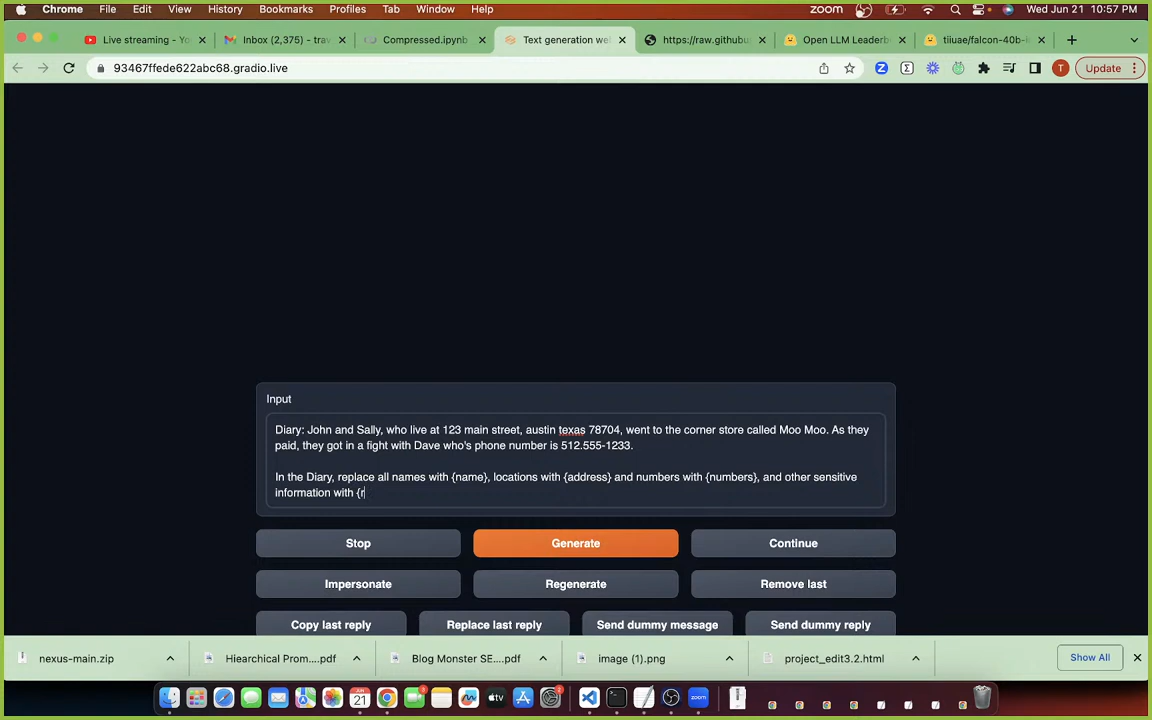 Chrome File Edit View History Bookmarks Profiles Tab Window Help zoom Wed Jun 21 10:57 PM
Live streaming - Yo Inbox (2,375) - trav Compressed.ipynb Text generation we https://raw.githubu Open LLM Leaderb tiiuae/falcon-40b-i
93467ffede622abc68.gradio.live T Update
Input
Diary: John and Sally, who live at 123 main street, austin texas 78704, went to the corner store called Moo Moo. As they
paid, they got in a fight with Dave who's phone number is 512.555-1233.
In the Diary, replace all names with {name}, locations with {address} and numbers with {numbers}, and other sensitive
information with {r
Stop Generate Continue
Impersonate Regenerate Remove last
Copy last reply Replace last reply Send dummy message Send dummy reply
nexus-main.zip Hiearchical Prom....pdf Blog Monster SE....pdf image (1).png project_edit3.2.html Show All
21 tv zoom